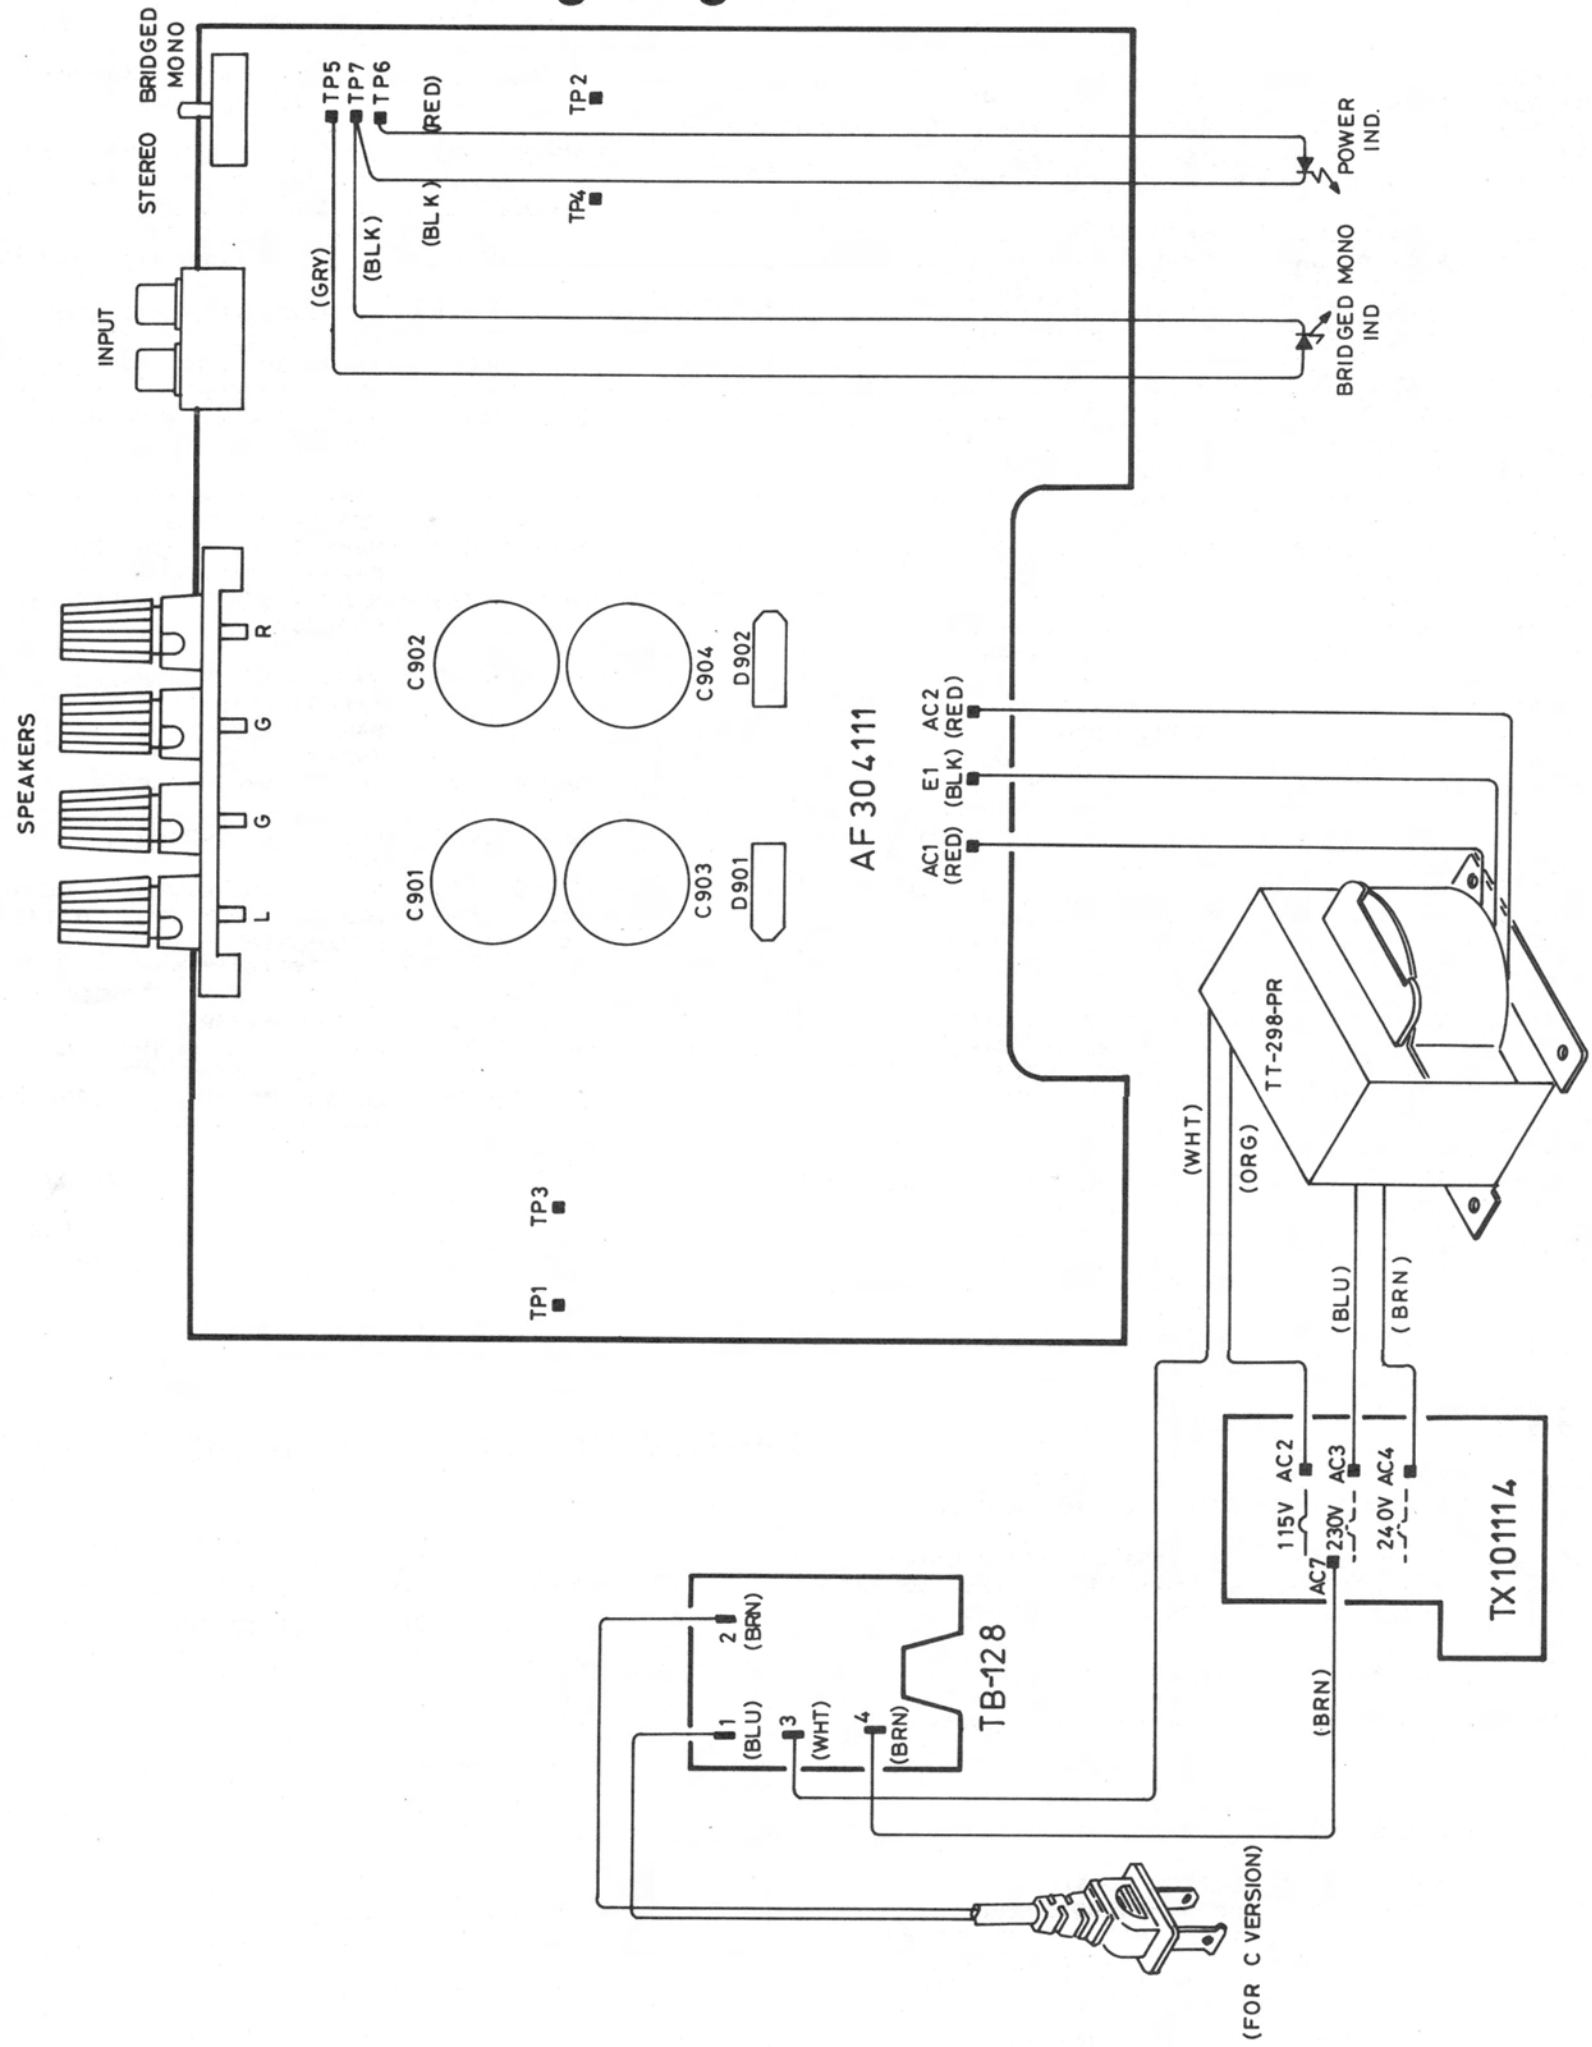 SPEAKERS
L
G
G
R
INPUT
STEREO
BRIDGED
MONO
TP5
TP7
TP6
(GRY)
(BLK)
(BLK)
(RED)
TP4
TP2
TP1
TP3
C901
C903
D901
C902
C904
D902
AF304111
AC1
(RED)
E1
(BLK)
AC2
(RED)
BRIDGED MONO
IND
POWER
IND.
TT-298-PR
(WHT)
(ORG)
(BLU)
(BRN)
115V AC2
230V AC3
240V AC4
AC7
TX101114
(BRN)
2
(BRN)
1
(BLU)
3
(WHT)
4
(BRN)
TB-128
(FOR C VERSION)